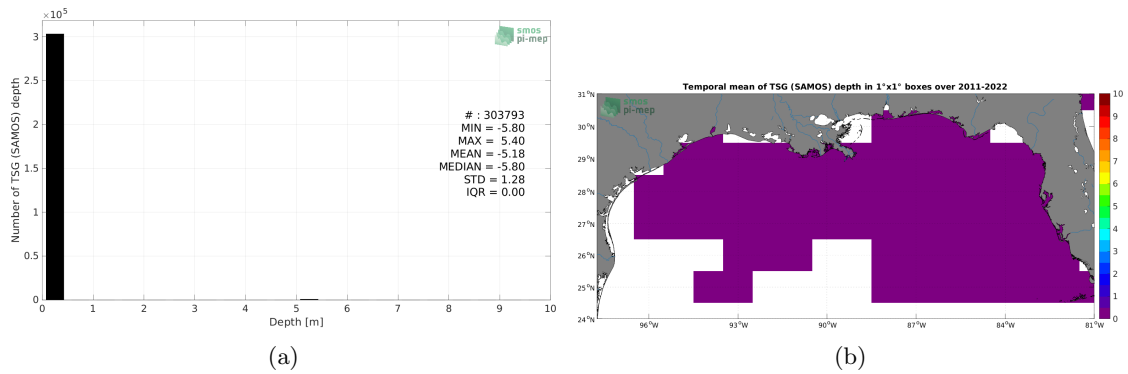 ×10⁵
3
2.5
2
1.5
1
0.5
0
Number of TSG (SAMOS) depth
smos
pi-mep
# : 303793
MIN = -5.80
MAX = 5.40
MEAN = -5.18
MEDIAN = -5.80
STD = 1.28
IQR = 0.00
0 1 2 3 4 5 6 7 8 9 10
Depth [m]
(a)
Temporal mean of TSG (SAMOS) depth in 1°x1° boxes over 2011-2022
smos
pi-mep
31°N
30°N
29°N
28°N
27°N
26°N
25°N
24°N
96°W 93°W 90°W 87°W 84°W 81°W
10
9
8
7
6
5
4
3
2
1
0
(b)